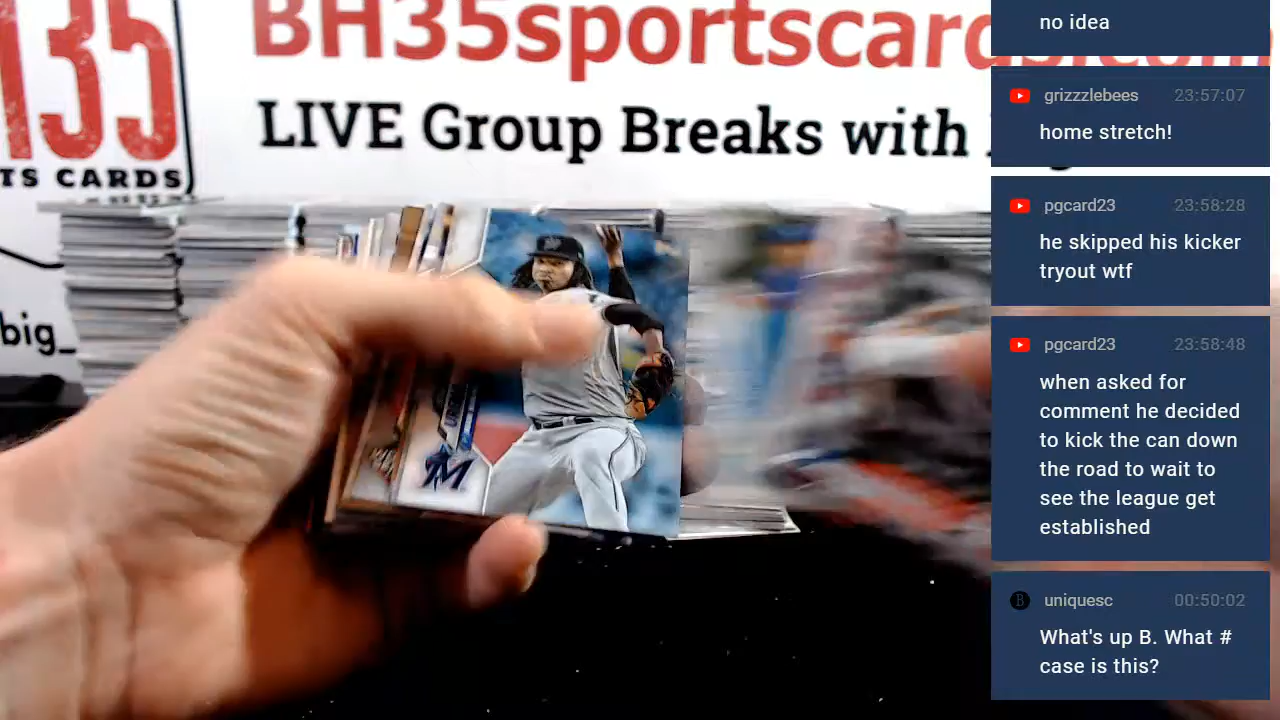 135
TS CARDS
BH35sportscards.com
LIVE Group Breaks with
big_
M
no idea
grizzzlebees 23:57:07
home stretch!
pgcard23 23:58:28
he skipped his kicker
tryout wtf
pgcard23 23:58:48
when asked for
comment he decided
to kick the can down
the road to wait to
see the league get
established
uniquesc 00:50:02
What's up B. What #
case is this?